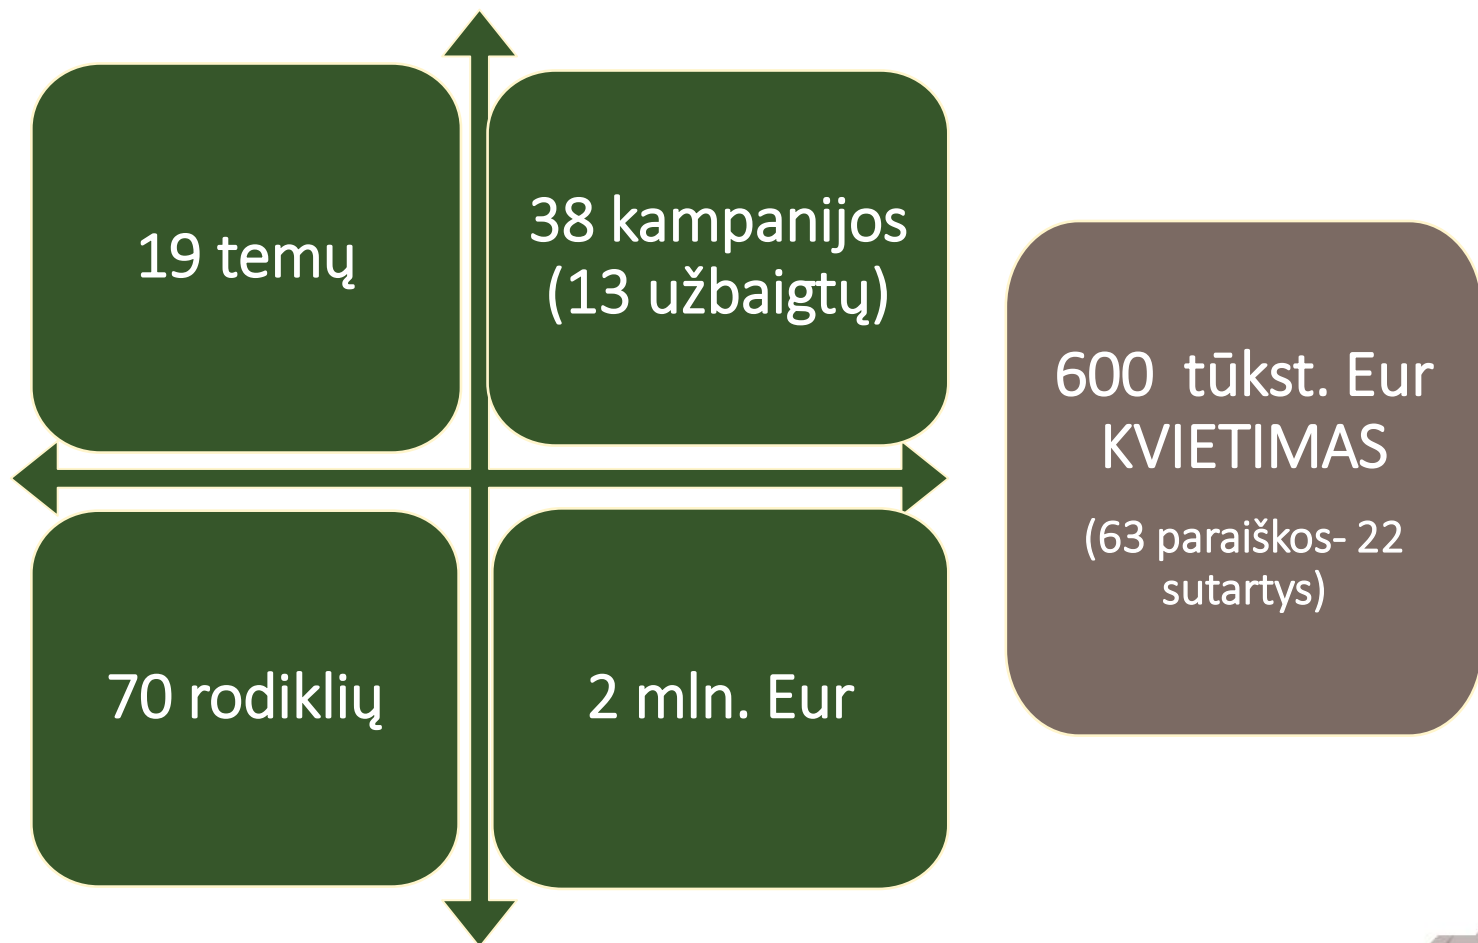 19 temų
38 kampanijos
(13 užbaigtų)
70 rodiklių
2 mln. Eur
600 tūkst. Eur
KVIETIMAS
(63 paraiškos- 22
sutartys)